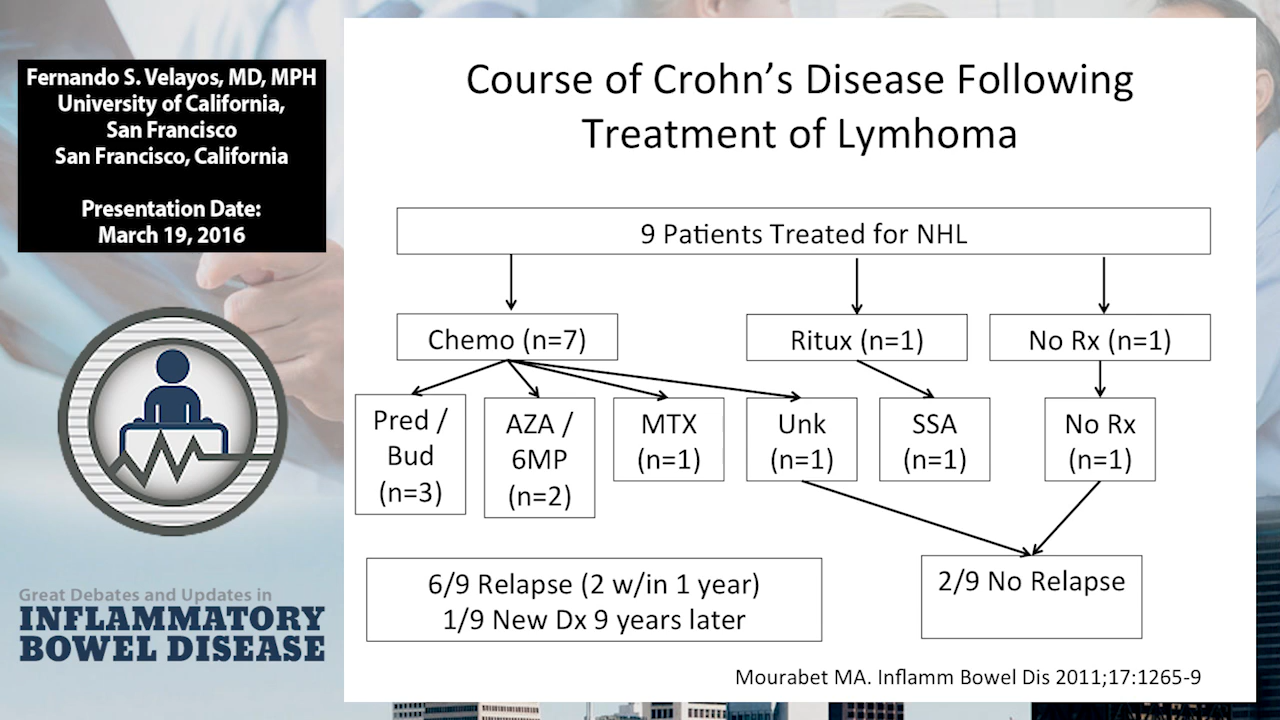 Fernando S. Velayos, MD, MPH
University of California,
San Francisco
San Francisco, California
Presentation Date:
March 19, 2016
Great Debates and Updates in
INFLAMMATORY
BOWEL DISEASE
Course of Crohn’s Disease Following
Treatment of Lymhoma
9 Patients Treated for NHL
Chemo (n=7)
Ritux (n=1)
No Rx (n=1)
Pred /
Bud
(n=3)
AZA /
6MP
(n=2)
MTX
(n=1)
Unk
(n=1)
SSA
(n=1)
No Rx
(n=1)
6/9 Relapse (2 w/in 1 year)
1/9 New Dx 9 years later
2/9 No Relapse
Mourabet MA. Inflamm Bowel Dis 2011;17:1265-9